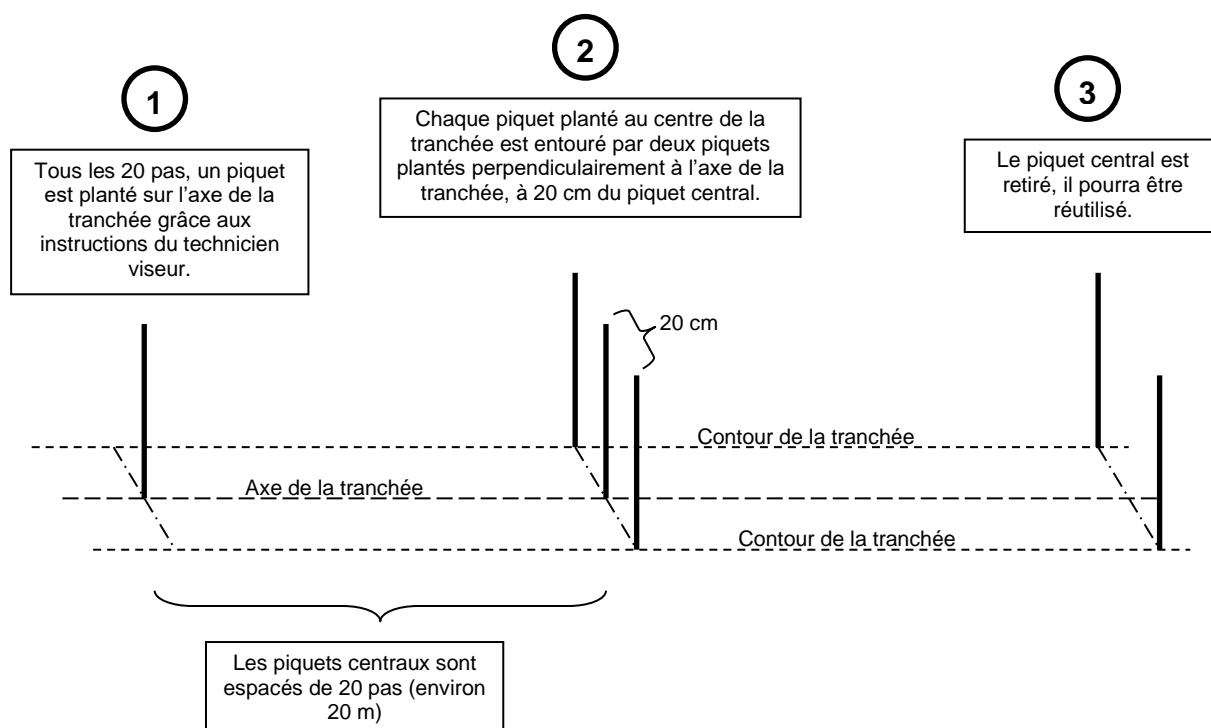 1
Tous les 20 pas, un piquet
est planté sur l'axe de la
tranchée grâce aux
instructions du technicien
viseur.
2
Chaque piquet planté au centre de la
tranchée est entouré par deux piquets
plantés perpendiculairement à l'axe de la
tranchée, à 20 cm du piquet central.
3
Le piquet central est
retiré, il pourra être
réutilisé.
20 cm
Contour de la tranchée
Axe de la tranchée
Contour de la tranchée
Les piquets centraux sont
espacés de 20 pas (environ
20 m)